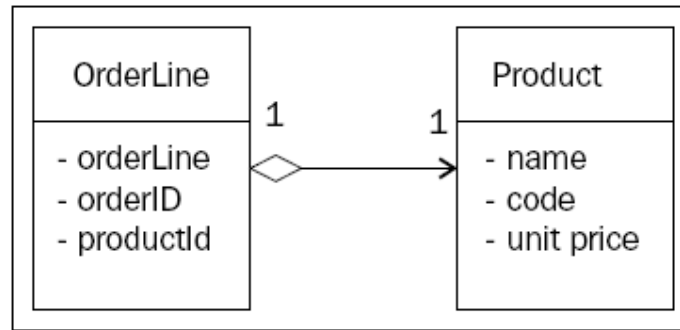 OrderLine
- orderLine
- orderID
- productId
1
1
Product
- name
- code
- unit price